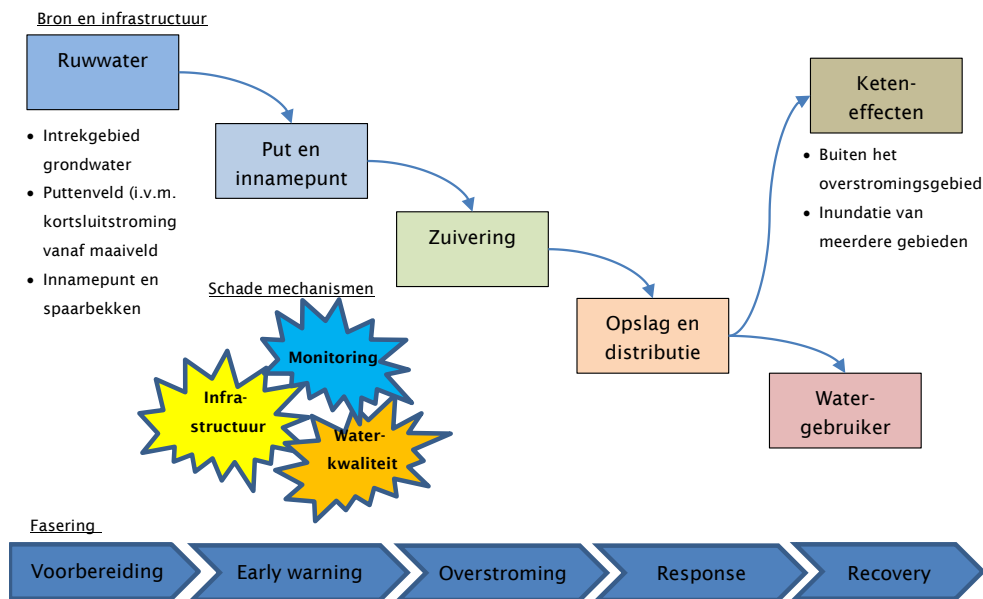 Bron en infrastructuur
Ruwwater
• Intrekgebied
grondwater
• Puttenveld (i.v.m.
kortsluitstroming
vanaf maaiveld
• Innamepunt en
spaarbekken
Put en
innamepunt
Zuivering
Opslag en
distributie
Keten-
effecten
• Buiten het
overstromingsgebied
• Inundatie van
meerdere gebieden
Water-
gebruiker
Schade mechanismen
Monitoring
Infra-
structuur
Water-
kwaliteit
Fasering
Voorbereiding
Early warning
Overstroming
Response
Recovery